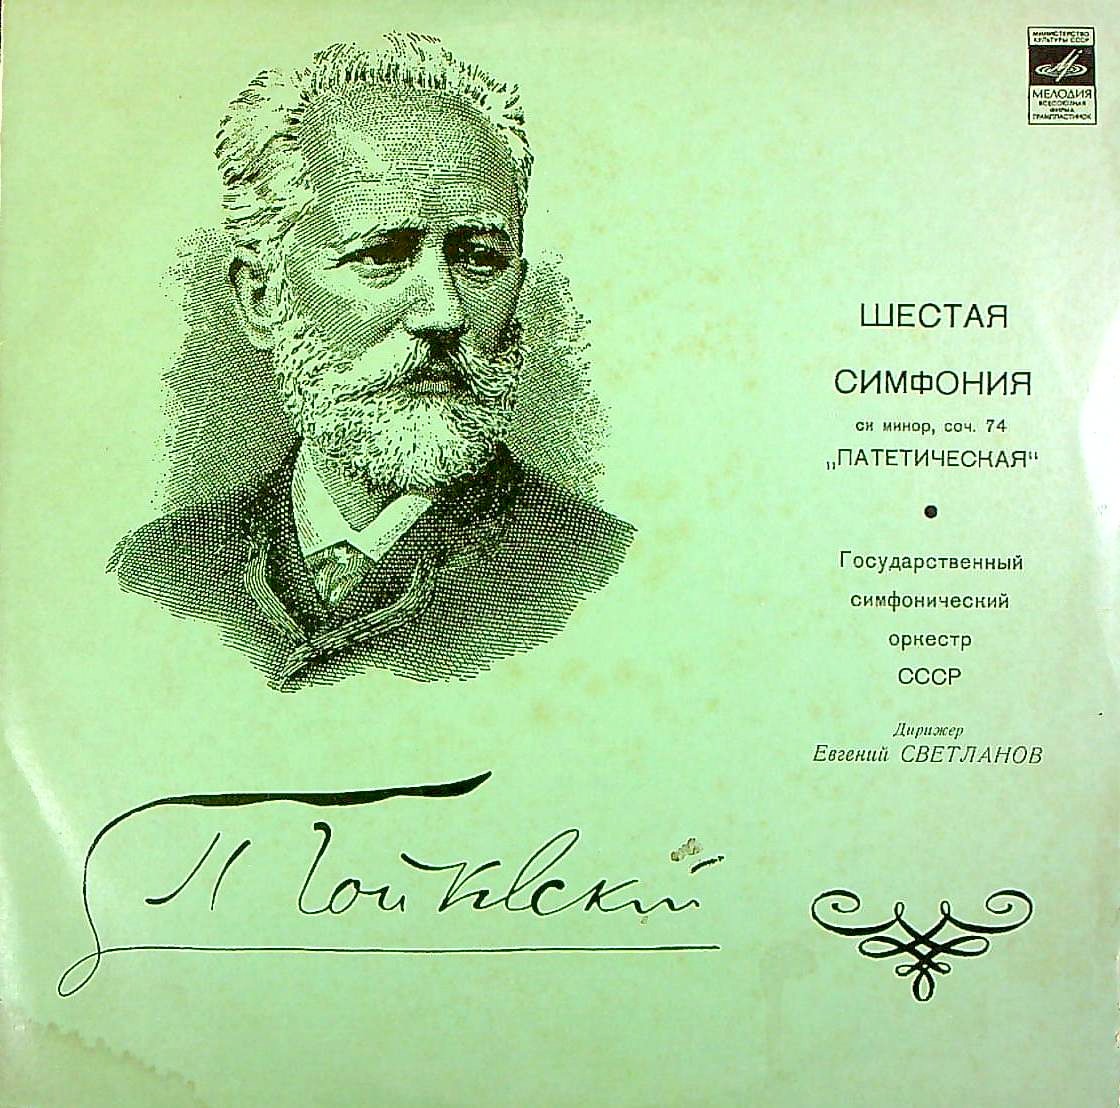 МИНИСТЕРСТВО
КУЛЬТУРЫ СССР
МЕЛОДИЯ
ВСЕСОЮЗНАЯ
ФИРМА
ГРАМПЛАСТИНОК
ШЕСТАЯ
СИМФОНИЯ
си минор, соч. 74
„ПАТЕТИЧЕСКАЯ“
Государственный
симфонический
оркестр
СССР
Дирижер
Евгений СВЕТЛАНОВ
П Чайковский